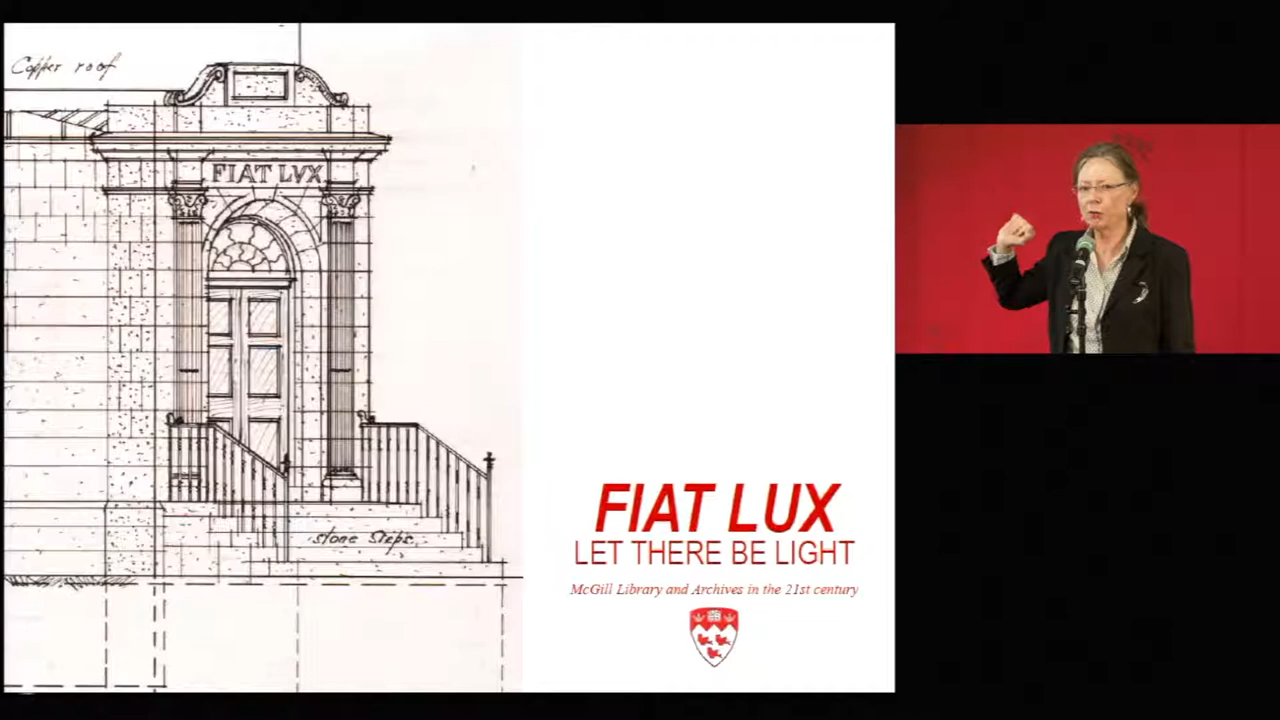 Copper roof
FIAT LVX
stone Steps
FIAT LUX
LET THERE BE LIGHT
McGill Library and Archives in the 21st century